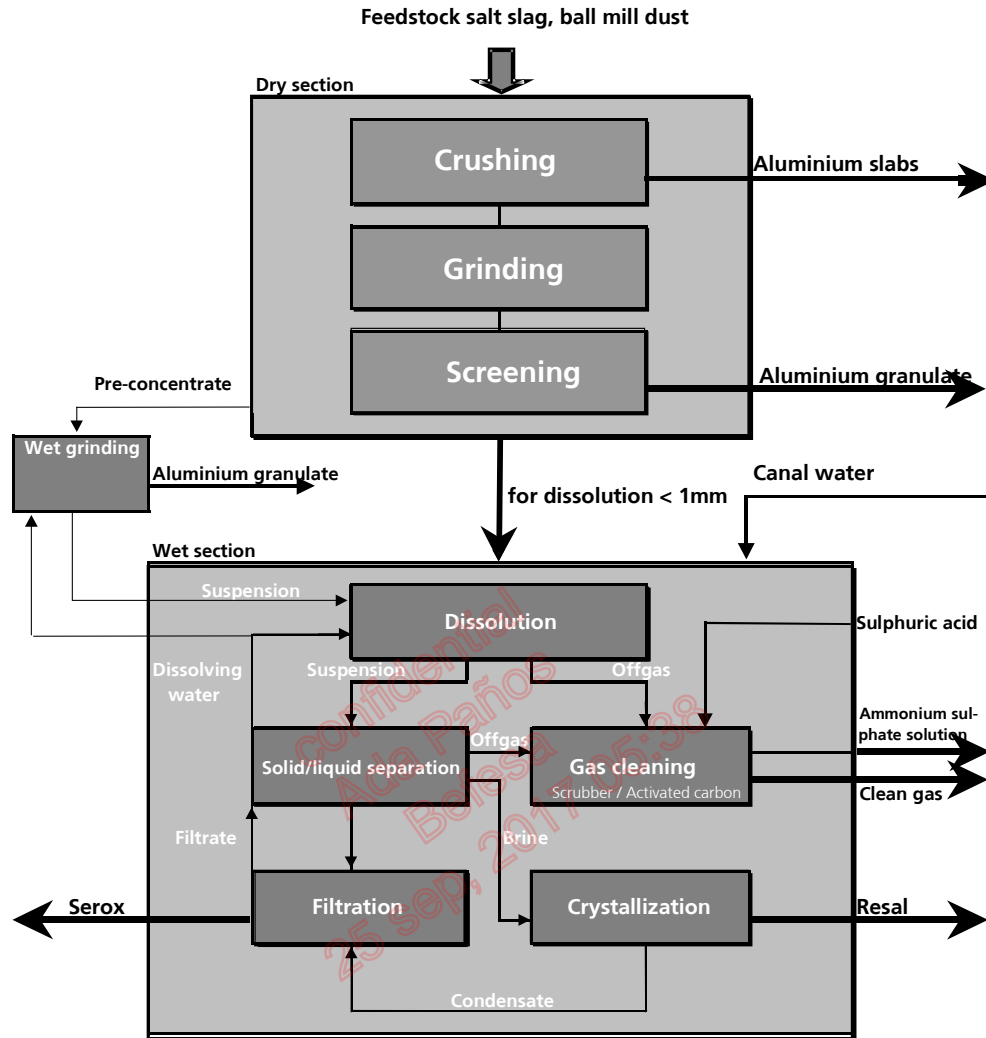 Feedstock salt slag, ball mill dust
Dry section
Crushing
Aluminium slabs
Grinding
Screening
Aluminium granulate
Pre-concentrate
Wet grinding
Aluminium granulate
Canal water
for dissolution < 1mm
Wet section
Suspension
Dissolution
Sulphuric acid
Dissolving
water
Suspension
Offgas
Ammonium sul-
phate solution
Offgas
Solid/liquid separation
Gas cleaning
Scrubber / Activated carbon
Clean gas
Filtrate
Brine
Serox
Filtration
Crystallization
Resal
Condensate
confidential
Ada Paños
Befesa
25 sep, 2017 05:38